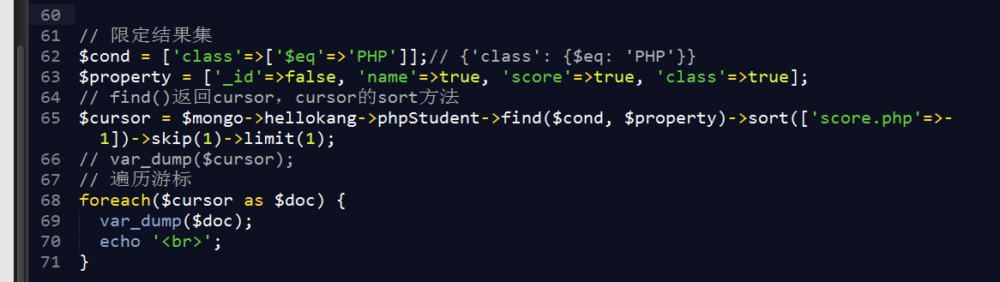 60
61 // 限定结果集
62 $cond = ['class'=>['$eq'=>'PHP']];// {'class': {$eq: 'PHP'}}
63 $property = ['_id'=>false, 'name'=>true, 'score'=>true, 'class'=>true];
64 // find()返回cursor，cursor的sort方法
65 $cursor = $mongo->hellokang->phpStudent->find($cond, $property)->sort(['score.php'=>-
1])->skip(1)->limit(1);
66 // var_dump($cursor);
67 // 遍历游标
68 foreach($cursor as $doc) {
69   var_dump($doc);
70   echo '<br>';
71 }